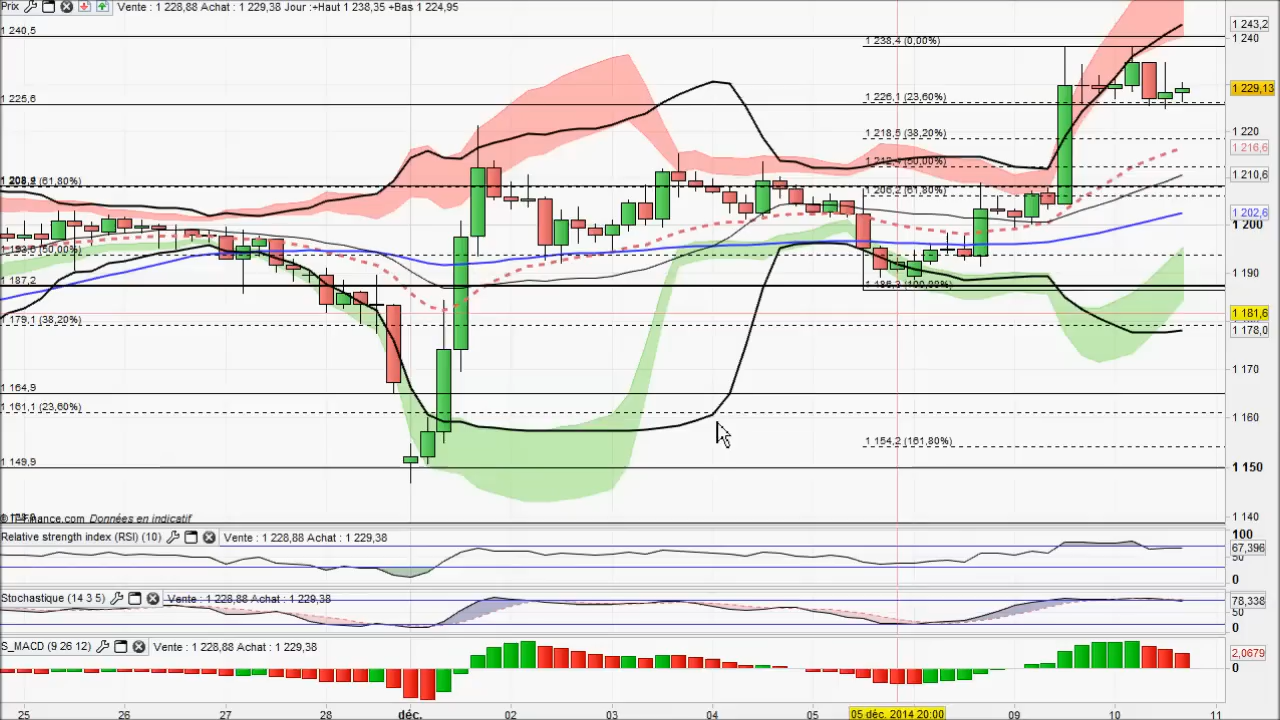 Prix Vente : 1 228,88 Achat : 1 229,38 Jour :+Haut 1 238,35 +Bas 1 224,95
1 240,5
1 238,4 (0,00%)
1 243,2
1 240
1 229,13
1 225,6
1 226,1 (23,60%)
1 220
1 218,5 (38,20%)
1 216,6
1 210,6
1 206,2 (61,80%)
1 202,6
1 200
(50,00%)
1 190
1 187,2
1 186,3 (100,00%)
1 181,6
1 179,1 (38,20%)
1 178,0
1 170
1 164,9
1 161,1 (23,60%)
1 160
1 154,2 (161,80%)
1 149,9
1 150
1 140
© IT-Finance.com Données en indicatif
Relative strength index (RSI) (10) Vente : 1 228,88 Achat : 1 229,38
100
50
67,396
0
Stochastique (14 3 5) Vente : 1 228,88 Achat : 1 229,38
78,338
50
0
S_MACD (9 26 12) Vente : 1 228,88 Achat : 1 229,38
2,0679
0
25 26 27 28 déc. 02 03 04 05 05 déc. 2014 20:00 09 10 11